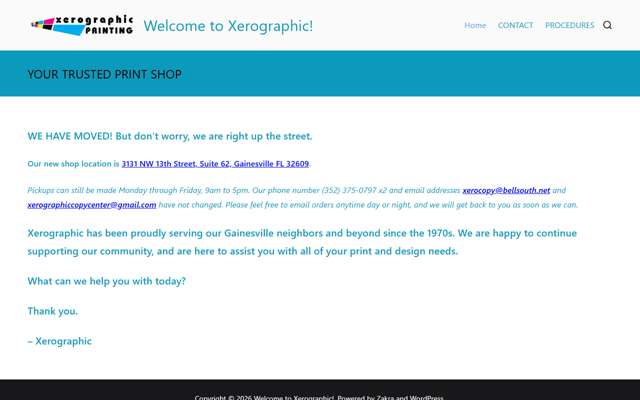 xerographic
PRINTING
Welcome to Xerographic!
Home CONTACT PROCEDURES
YOUR TRUSTED PRINT SHOP
WE HAVE MOVED! But don't worry, we are right up the street.
Our new shop location is 3131 NW 13th Street, Suite 62, Gainesville FL 32609.
Pickups can still be made Monday through Friday, 9am to 5pm. Our phone number (352) 375-0797 x2 and email addresses xerocopy@bellsouth.net and
xerographiccopycenter@gmail.com have not changed. Please feel free to email orders anytime day or night, and we will get back to you as soon as we can.
Xerographic has been proudly serving our Gainesville neighbors and beyond since the 1970s. We are happy to continue
supporting our community, and are here to assist you with all of your print and design needs.
What can we help you with today?
Thank you.
– Xerographic
Copyright © 2026 Welcome to Xerographic!. Powered by Zakra and WordPress.